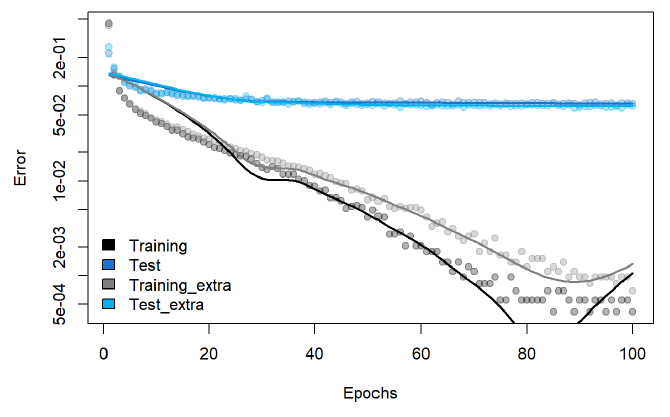 2e-01
5e-02
1e-02
2e-03
5e-04
Error
Training
Test
Training_extra
Test_extra
0 20 40 60 80 100
Epochs